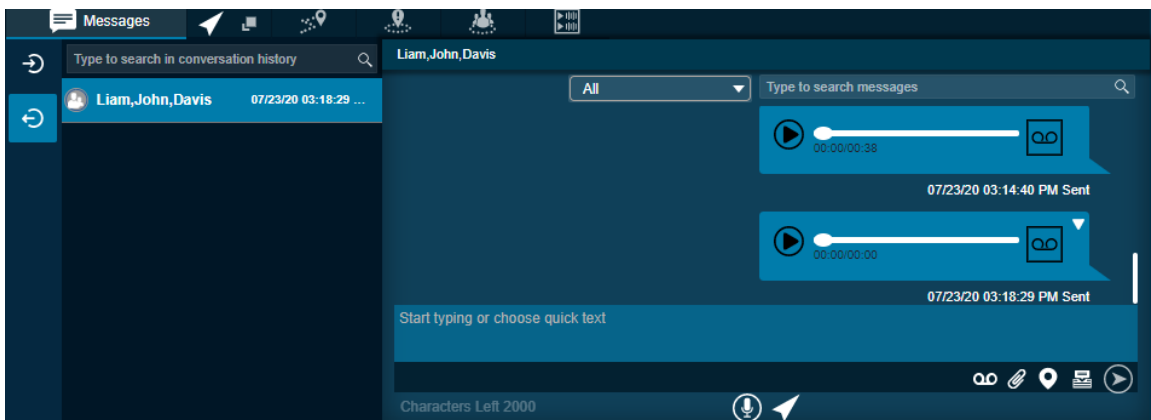 Messages
Type to search in conversation history
Liam,John,Davis 07/23/20 03:18:29 ...
Liam,John,Davis
All
Type to search messages
00:00/00:38
07/23/20 03:14:40 PM Sent
00:00/00:00
07/23/20 03:18:29 PM Sent
Start typing or choose quick text
Characters Left 2000